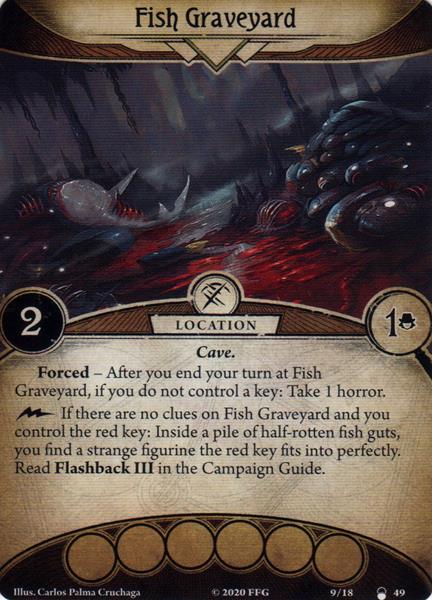 Fish Graveyard
2
1
LOCATION
Cave.
Forced – After you end your turn at Fish
Graveyard, if you do not control a key: Take 1 horror.
If there are no clues on Fish Graveyard and you
control the red key: Inside a pile of half-rotten fish guts,
you find a strange figurine the red key fits into perfectly.
Read Flashback III in the Campaign Guide.
Illus. Carlos Palma Cruchaga © 2020 FFG 9/18 49